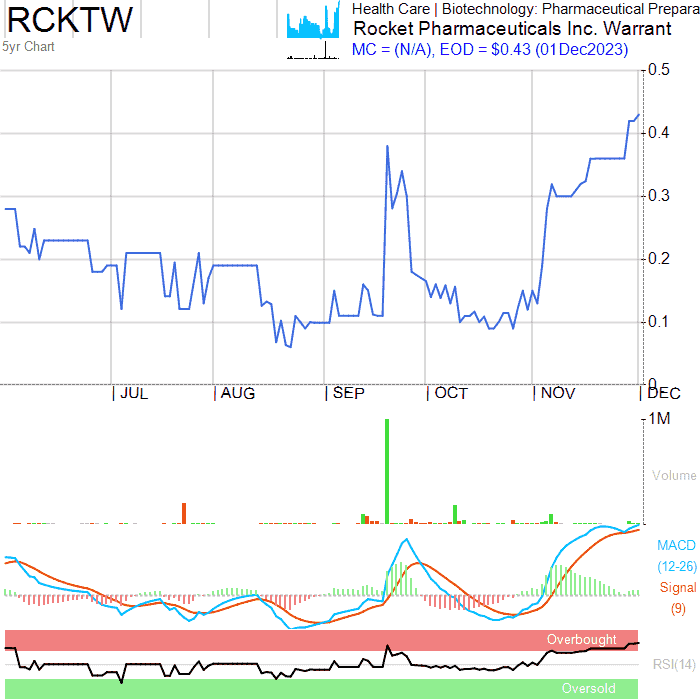 RCKTW
5yr Chart
Health Care | Biotechnology: Pharmaceutical Prepara
Rocket Pharmaceuticals Inc. Warrant
MC = (N/A), EOD = $0.43 (01Dec2023)
0.5
0.4
0.3
0.2
0.1
0
JUL
AUG
SEP
OCT
NOV
DEC
1M
Volume
MACD
(12-26)
Signal
(9)
Overbought
RSI(14)
Oversold